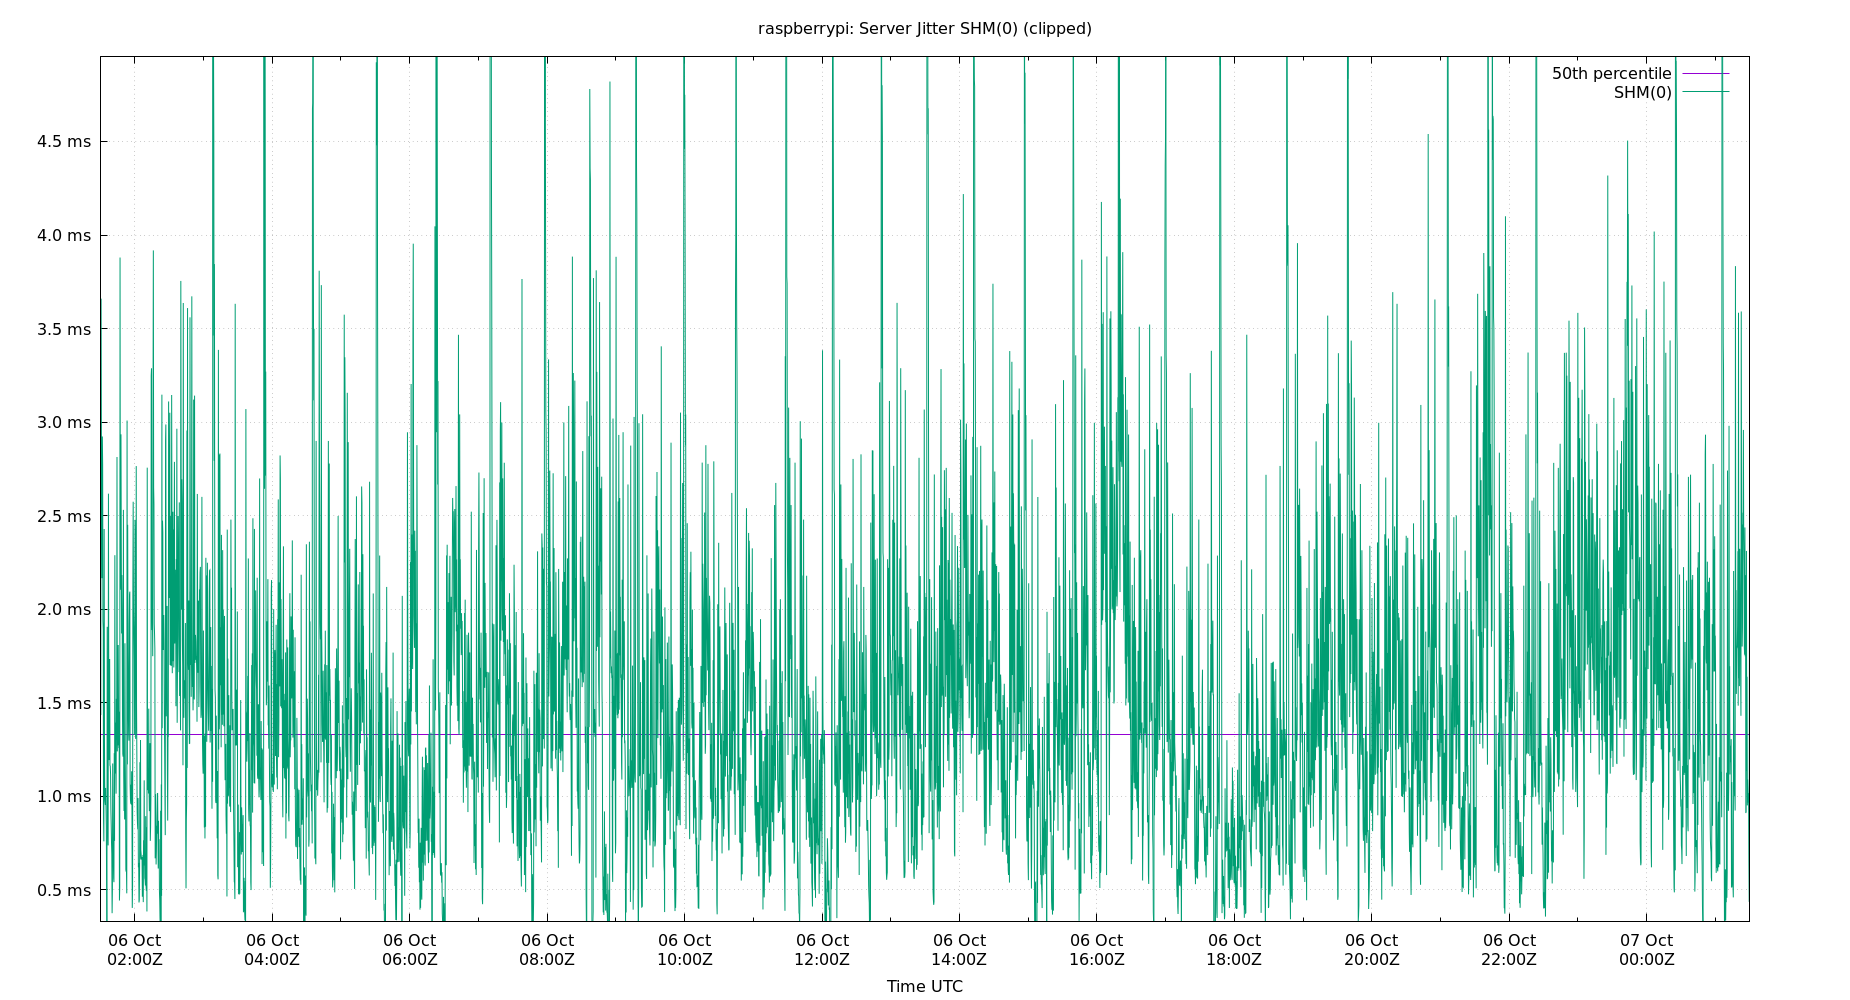 raspberrypi: Server Jitter SHM(0) (clipped)
50th percentile
SHM(0)
4.5 ms
4.0 ms
3.5 ms
3.0 ms
2.5 ms
2.0 ms
1.5 ms
1.0 ms
0.5 ms
06 Oct 06 Oct 06 Oct 06 Oct 06 Oct 06 Oct 06 Oct 06 Oct 06 Oct 06 Oct 06 Oct 07 Oct
02:00Z 04:00Z 06:00Z 08:00Z 10:00Z 12:00Z 14:00Z 16:00Z 18:00Z 20:00Z 22:00Z 00:00Z
Time UTC